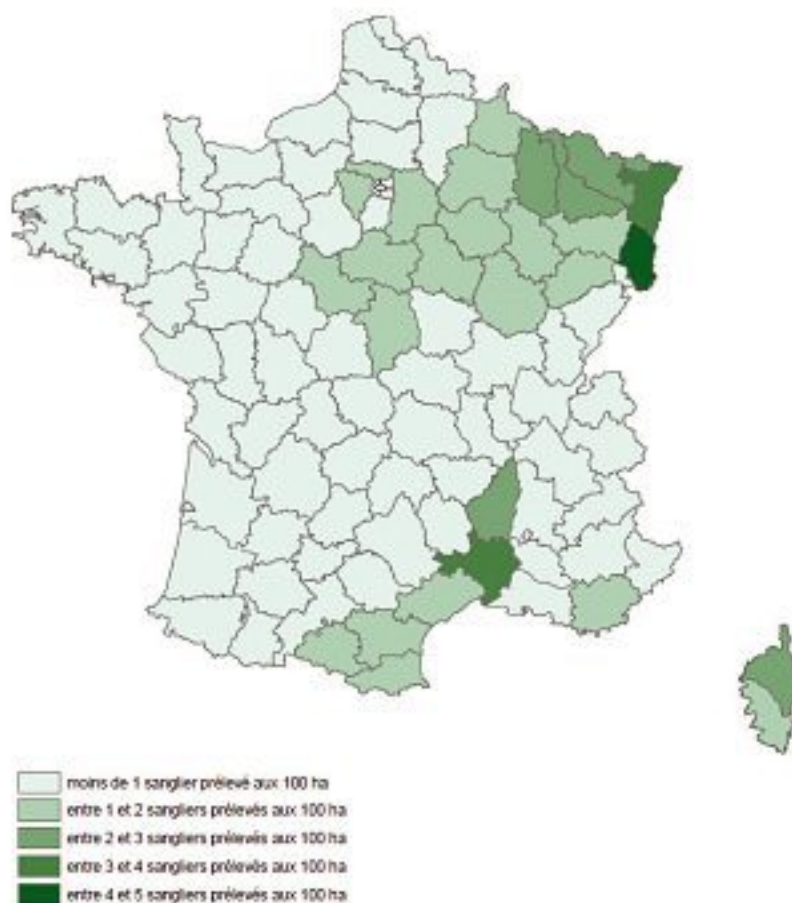 moins de 1 sanglier prélevé aux 100 ha
entre 1 et 2 sangliers prélevés aux 100 ha
entre 2 et 3 sangliers prélevés aux 100 ha
entre 3 et 4 sangliers prélevés aux 100 ha
entre 4 et 5 sangliers prélevés aux 100 ha